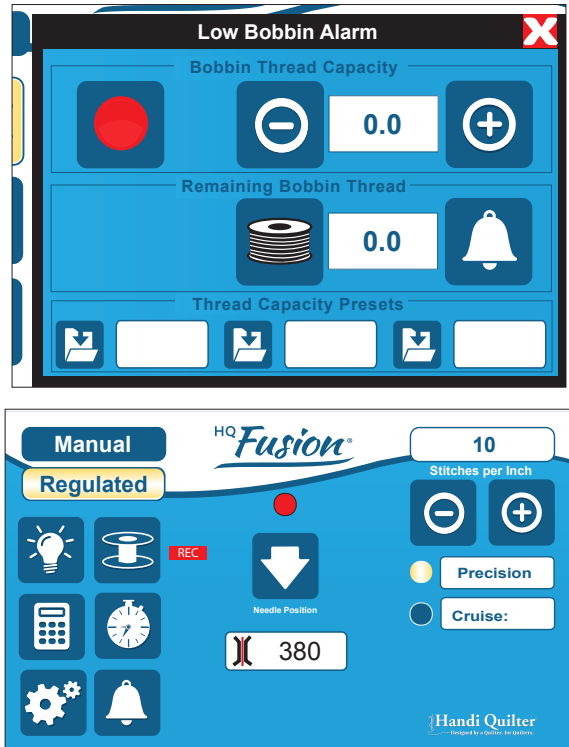 Low Bobbin Alarm
X
Bobbin Thread Capacity
0.0
Remaining Bobbin Thread
0.0
Thread Capacity Presets
Manual
HQ Fusion®
10
Regulated
Stitches per Inch
REC
Precision
Needle Position
Cruise:
380
Handi Quilter
Designed by a Quilter, for Quilters.